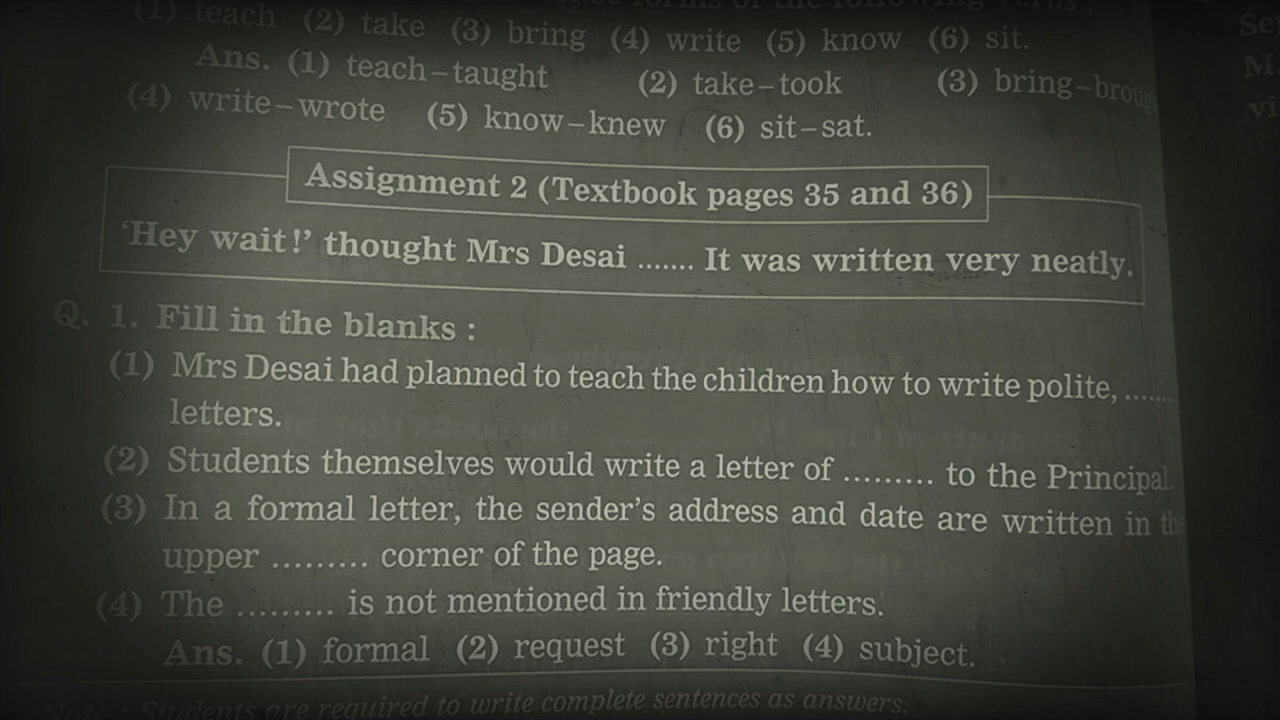 (1) teach (2) take (3) bring (4) write (5) know (6) sit.
Ans. (1) teach–taught (2) take–took (3) bring–broug
(4) write–wrote (5) know–knew (6) sit–sat.
Assignment 2 (Textbook pages 35 and 36)
'Hey wait!' thought Mrs Desai ....... It was written very neatly.
Q. 1. Fill in the blanks :
(1) Mrs Desai had planned to teach the children how to write polite, .......
letters.
(2) Students themselves would write a letter of ......... to the Principal.
(3) In a formal letter, the sender's address and date are written in the
upper ......... corner of the page.
(4) The ......... is not mentioned in friendly letters.
Ans. (1) formal (2) request (3) right (4) subject.
Note : Students are required to write complete sentences as answers.